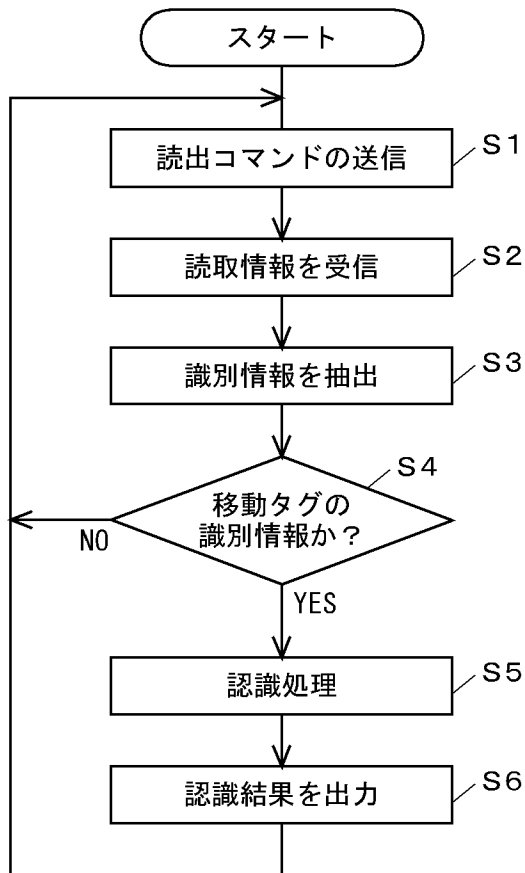 スタート
読出コマンドの送信
S1
読取情報を受信
S2
識別情報を抽出
S3
移動タグの
識別情報か？
S4
NO
YES
認識処理
S5
認識結果を出力
S6